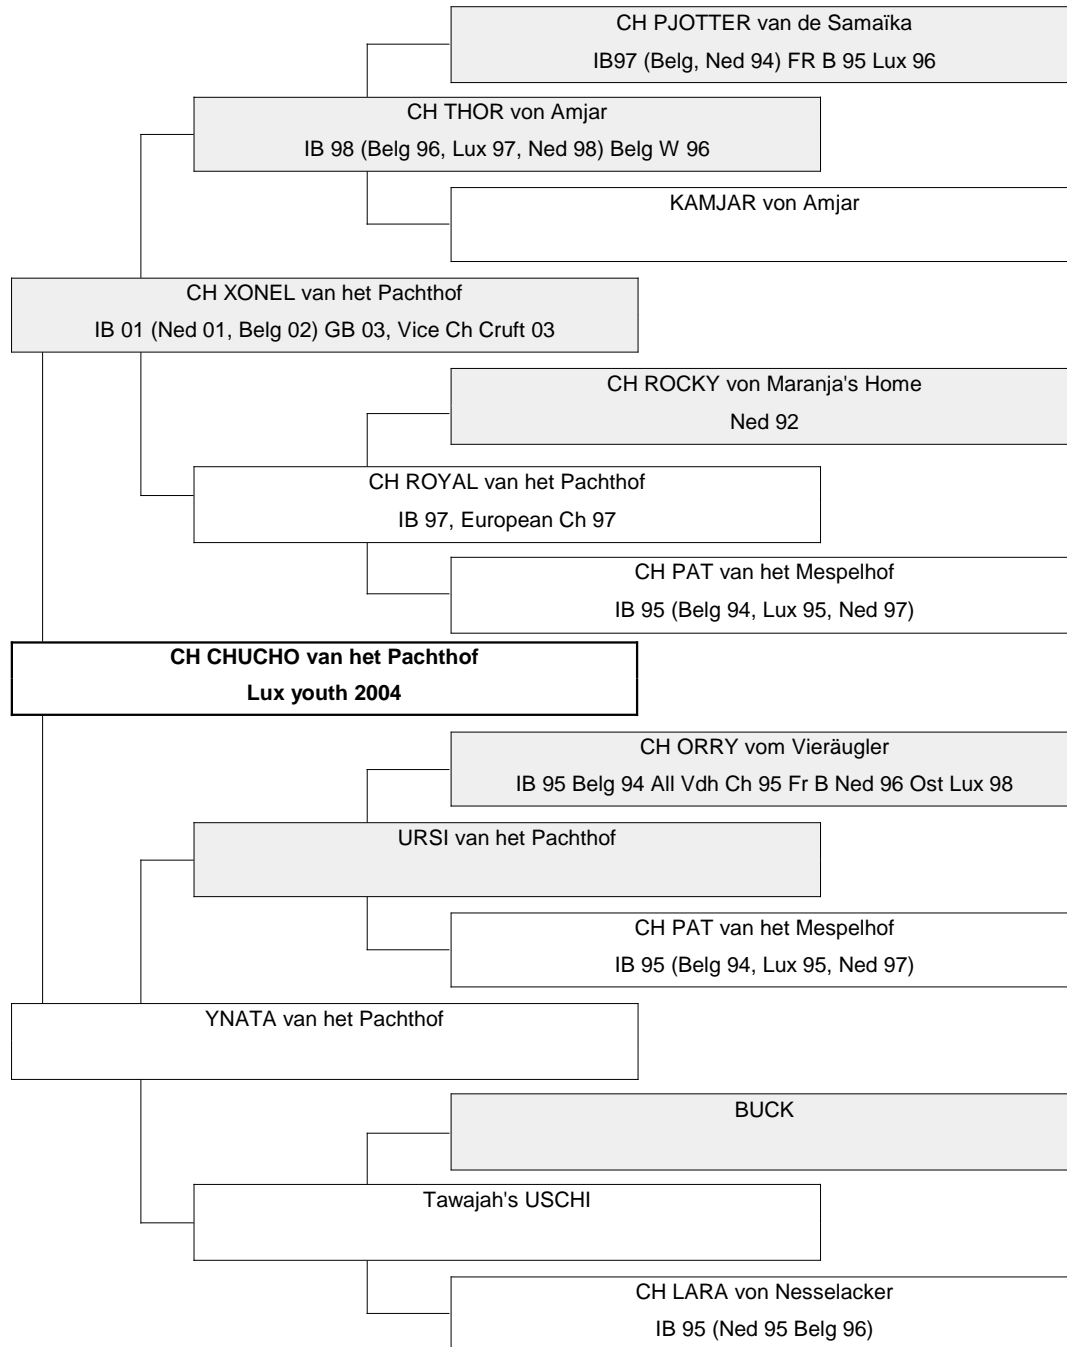 CH PJOTTER van de Samaïka
IB97 (Belg, Ned 94) FR B 95 Lux 96
CH THOR von Amjar
IB 98 (Belg 96, Lux 97, Ned 98) Belg W 96
KAMJAR von Amjar
CH XONEL van het Pachthof
IB 01 (Ned 01, Belg 02) GB 03, Vice Ch Cruft 03
CH ROCKY von Maranja's Home
Ned 92
CH ROYAL van het Pachthof
IB 97, European Ch 97
CH PAT van het Mespelhof
IB 95 (Belg 94, Lux 95, Ned 97)
CH CHUCHO van het Pachthof
Lux youth 2004
CH ORRY vom Vieräugler
IB 95 Belg 94 All Vdh Ch 95 Fr B Ned 96 Ost Lux 98
URSI van het Pachthof
CH PAT van het Mespelhof
IB 95 (Belg 94, Lux 95, Ned 97)
YNATA van het Pachthof
BUCK
Tawajah's USCHI
CH LARA von Nesselacker
IB 95 (Ned 95 Belg 96)